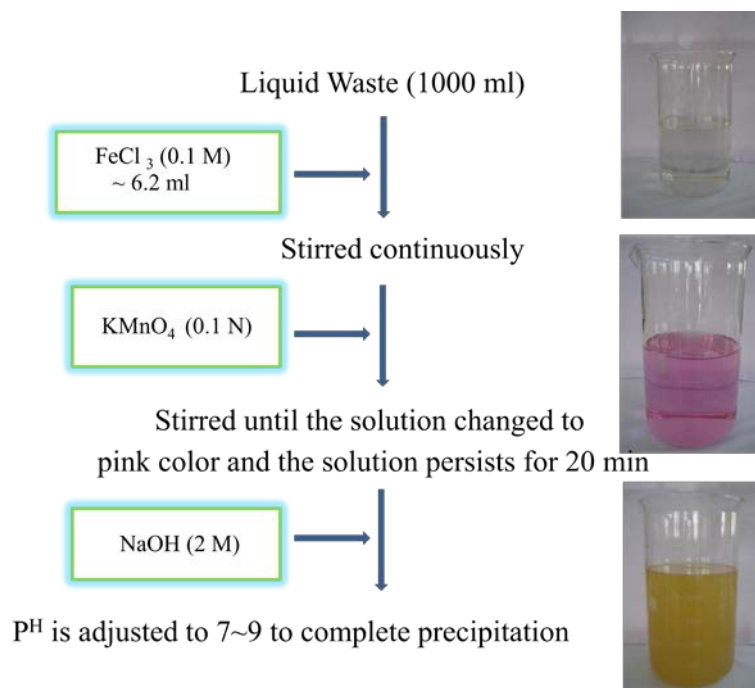 Liquid Waste (1000 ml)
FeCl ₃ (0.1 M)
~ 6.2 ml
Stirred continuously
KMnO₄ (0.1 N)
Stirred until the solution changed to
pink color and the solution persists for 20 min
NaOH (2 M)
Pᴴ is adjusted to 7~9 to complete precipitation